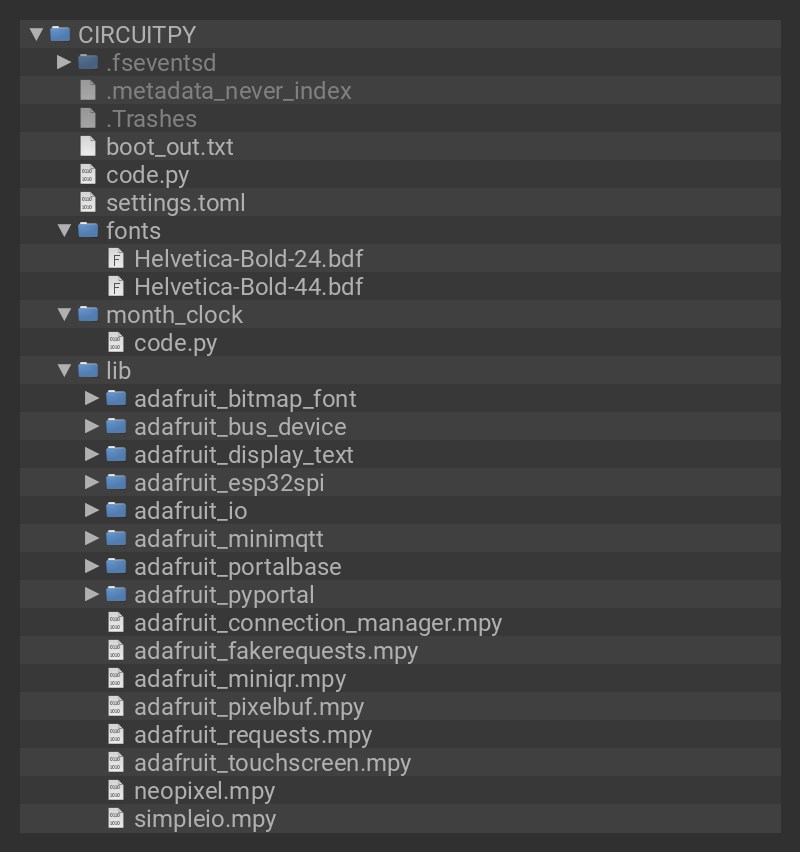 CIRCUITPY
.fseventsd
.metadata_never_index
.Trashes
boot_out.txt
code.py
settings.toml
fonts
Helvetica-Bold-24.bdf
Helvetica-Bold-44.bdf
month_clock
code.py
lib
adafruit_bitmap_font
adafruit_bus_device
adafruit_display_text
adafruit_esp32spi
adafruit_io
adafruit_minimqtt
adafruit_portalbase
adafruit_pyportal
adafruit_connection_manager.mpy
adafruit_fakerequests.mpy
adafruit_miniqr.mpy
adafruit_pixelbuf.mpy
adafruit_requests.mpy
adafruit_touchscreen.mpy
neopixel.mpy
simpleio.mpy